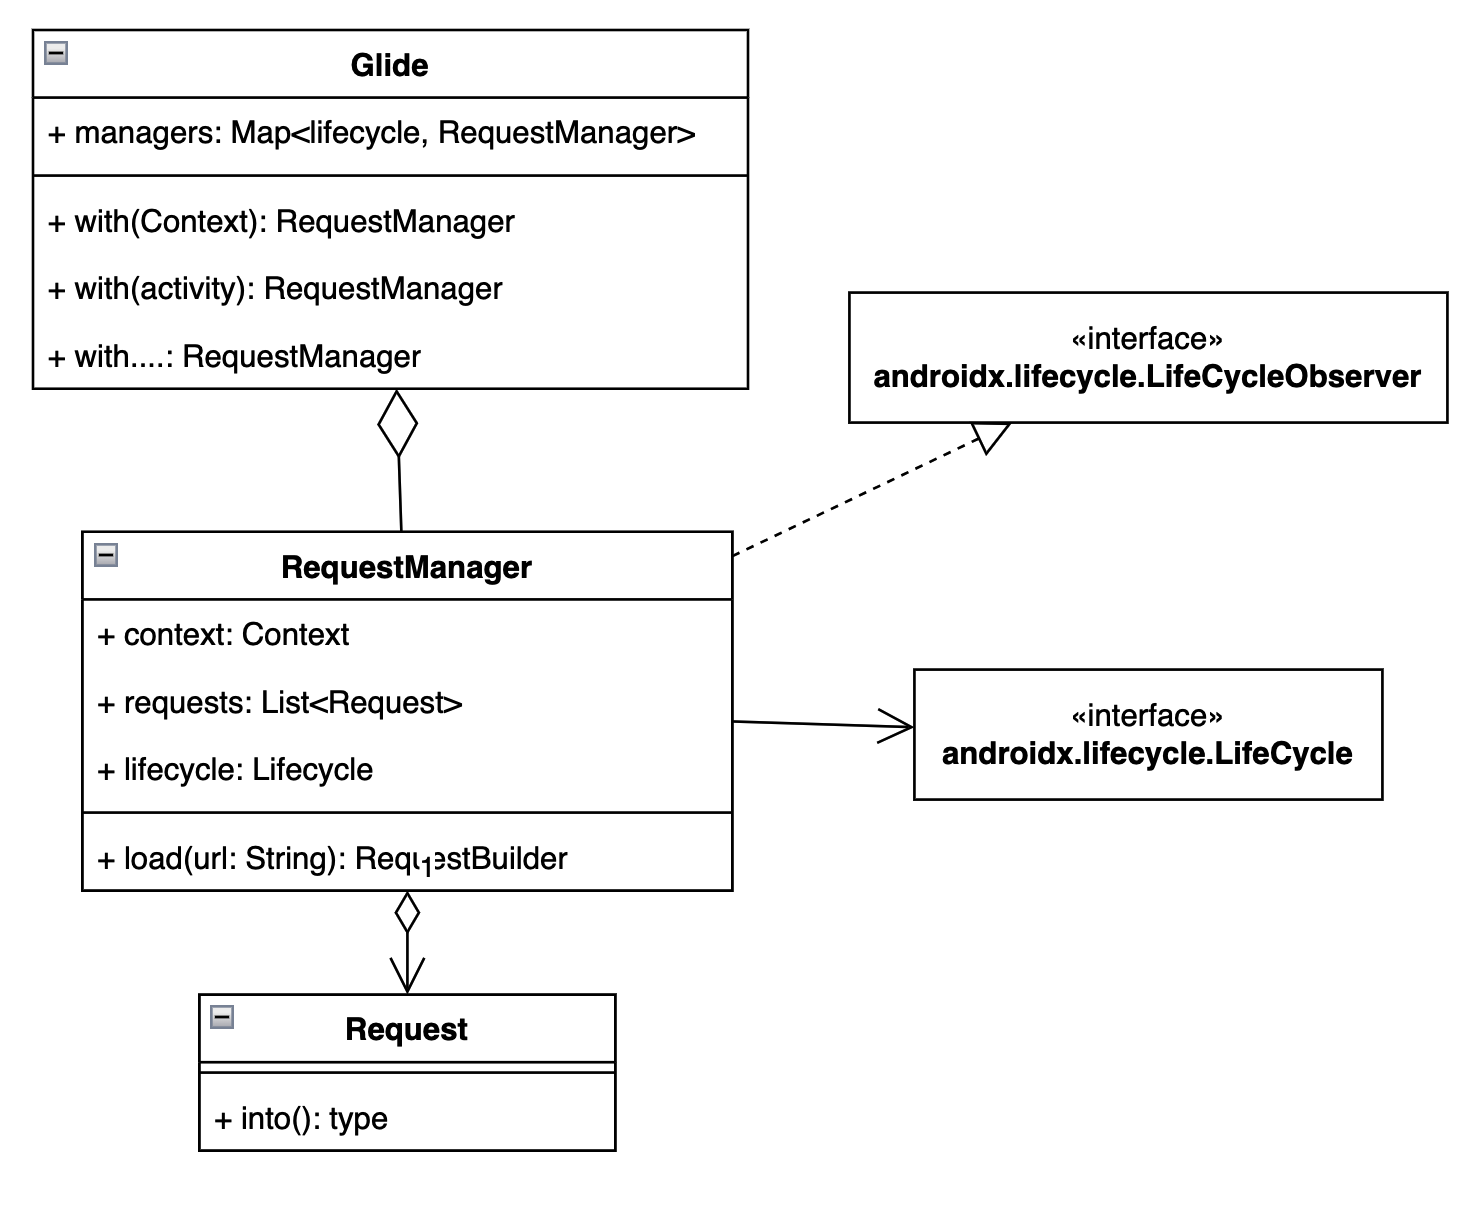 Glide
+ managers: Map<lifecycle, RequestManager>
+ with(Context): RequestManager
+ with(activity): RequestManager
+ with....: RequestManager
«interface»
androidx.lifecycle.LifeCycleObserver
RequestManager
+ context: Context
+ requests: List<Request>
+ lifecycle: Lifecycle
«interface»
androidx.lifecycle.LifeCycle
+ load(url: String): RequestBuilder
1
Request
+ into(): type